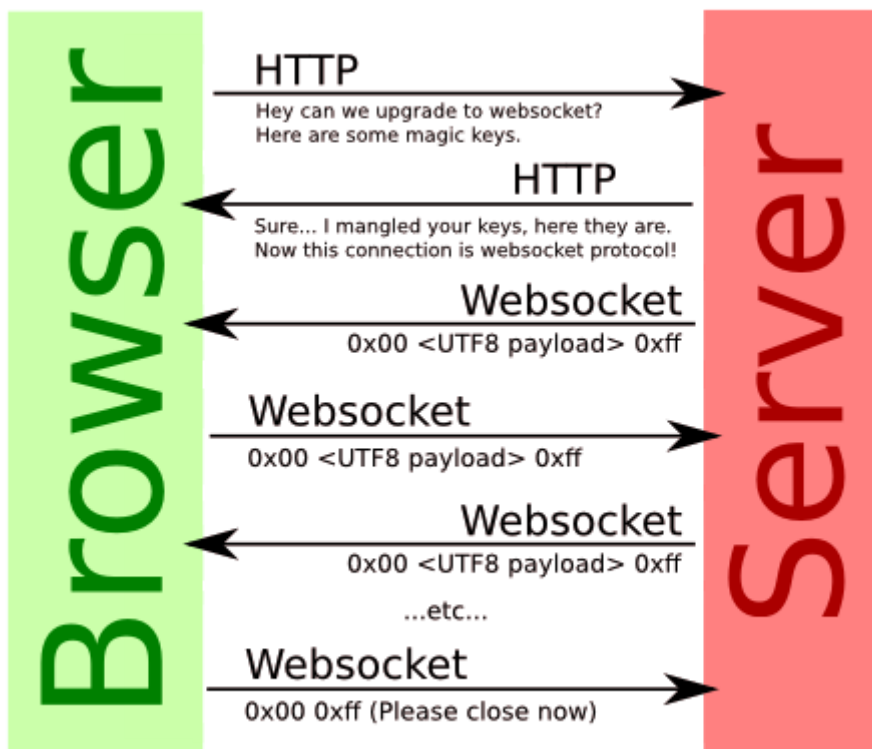 Browser
Server
HTTP
Hey can we upgrade to websocket?
Here are some magic keys.
HTTP
Sure... I mangled your keys, here they are.
Now this connection is websocket protocol!
Websocket
0x00 <UTF8 payload> 0xff
Websocket
0x00 <UTF8 payload> 0xff
Websocket
0x00 <UTF8 payload> 0xff
...etc...
Websocket
0x00 0xff (Please close now)